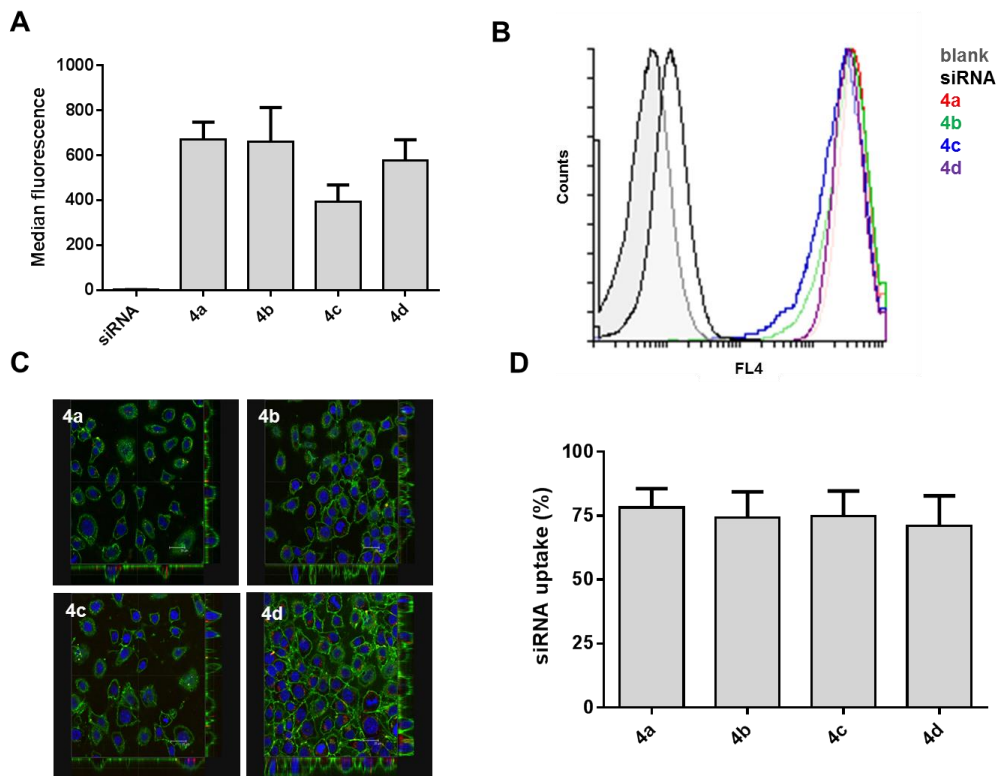 A
1000
800
600
400
200
0
Median fluorescence
siRNA
4a
4b
4c
4d
B
Counts
FL4
blank
siRNA
4a
4b
4c
4d
C
4a
4b
4c
4d
D
100
75
50
25
0
siRNA uptake (%)
4a
4b
4c
4d